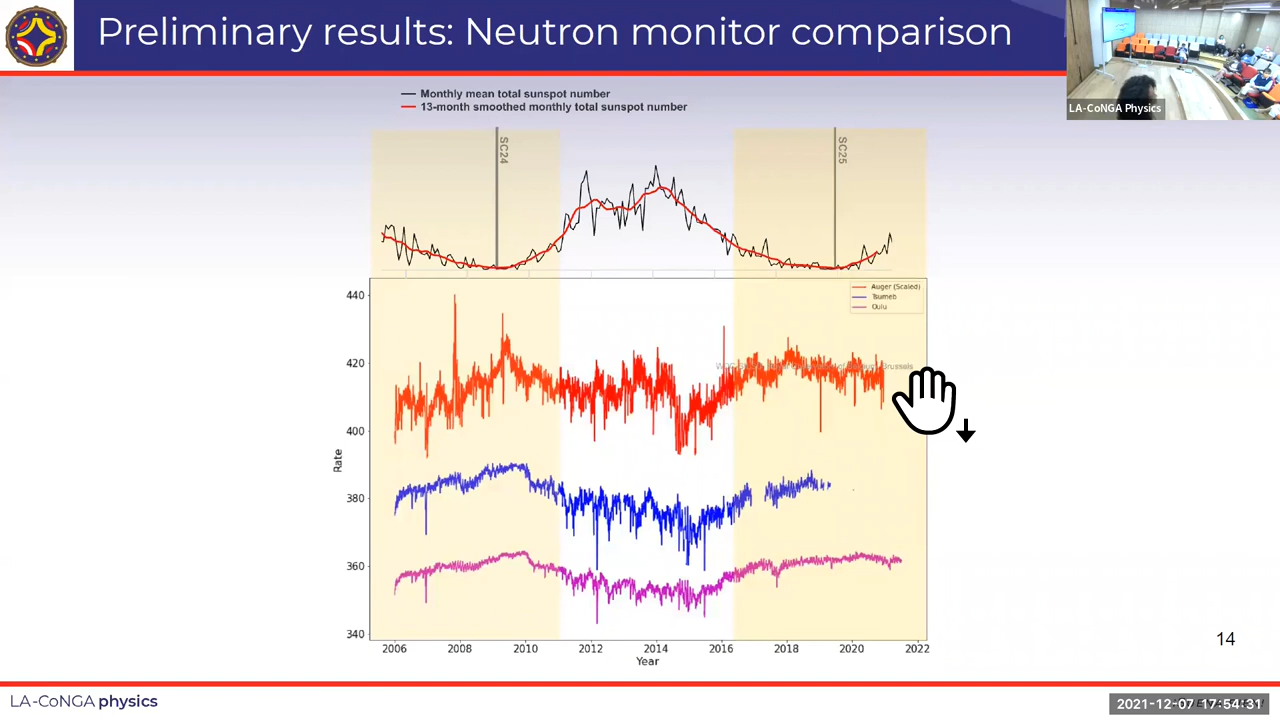 Preliminary results: Neutron monitor comparison
LA-CoNGA Physics
Monthly mean total sunspot number
13-month smoothed monthly total sunspot number
SC24
SC25
Auger (Scaled)
Tsumeb
Oulu
440
420
400
380
360
340
Rate
2006
2008
2010
2012
2014
2016
2018
2020
2022
Year
14
LA-CoNGA physics
2021-12-07 17:54:31